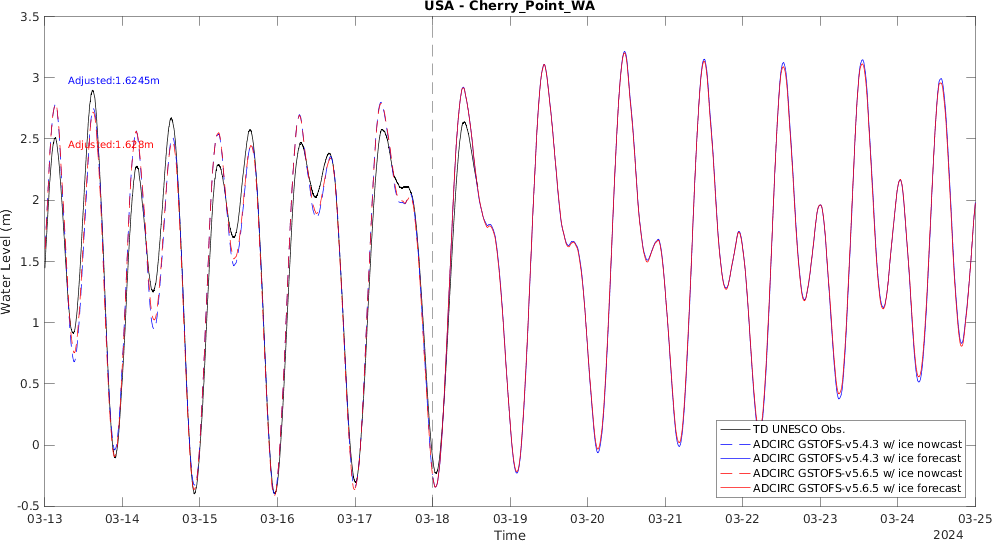 USA - Cherry_Point_WA
3.5
3
2.5
2
1.5
1
0.5
0
-0.5
Water Level (m)
Adjusted:1.6245m
Adjusted:1.628m
TD UNESCO Obs.
ADCIRC GSTOFS-v5.4.3 w/ ice nowcast
ADCIRC GSTOFS-v5.4.3 w/ ice forecast
ADCIRC GSTOFS-v5.6.5 w/ ice nowcast
ADCIRC GSTOFS-v5.6.5 w/ ice forecast
03-13 03-14 03-15 03-16 03-17 03-18 03-19 03-20 03-21 03-22 03-23 03-24 03-25
Time
2024